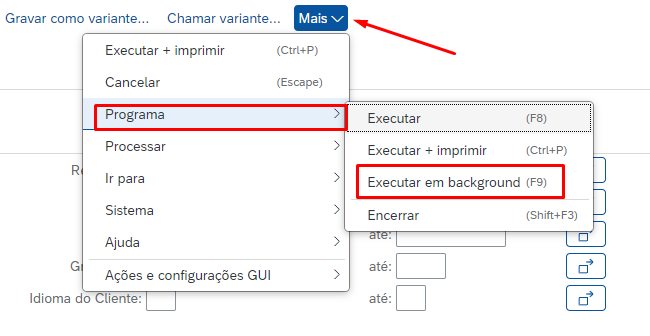 Gravar como variante... Chamar variante... Mais
Executar + imprimir (Ctrl+P)
Cancelar (Escape)
Programa
Executar (F8)
Processar
Executar + imprimir (Ctrl+P)
Ir para
Executar em background (F9)
Sistema
Encerrar (Shift+F3)
Ajuda
até:
até:
Ações e configurações GUI
Idioma do Cliente: até: